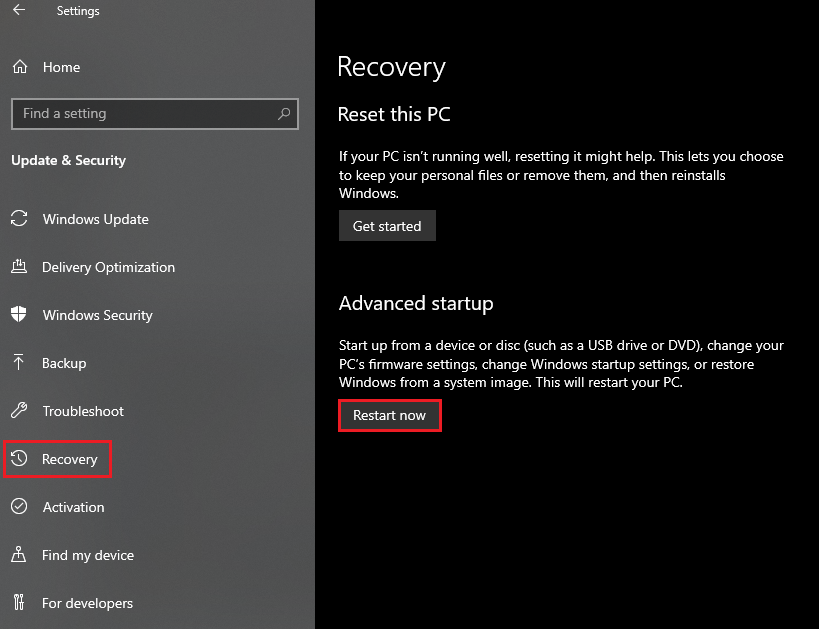 Settings
Home
Find a setting
Update & Security
Windows Update
Delivery Optimization
Windows Security
Backup
Troubleshoot
Recovery
Activation
Find my device
For developers
Recovery
Reset this PC
If your PC isn't running well, resetting it might help. This lets you choose
to keep your personal files or remove them, and then reinstalls
Windows.
Get started
Advanced startup
Start up from a device or disc (such as a USB drive or DVD), change your
PC's firmware settings, change Windows startup settings, or restore
Windows from a system image. This will restart your PC.
Restart now